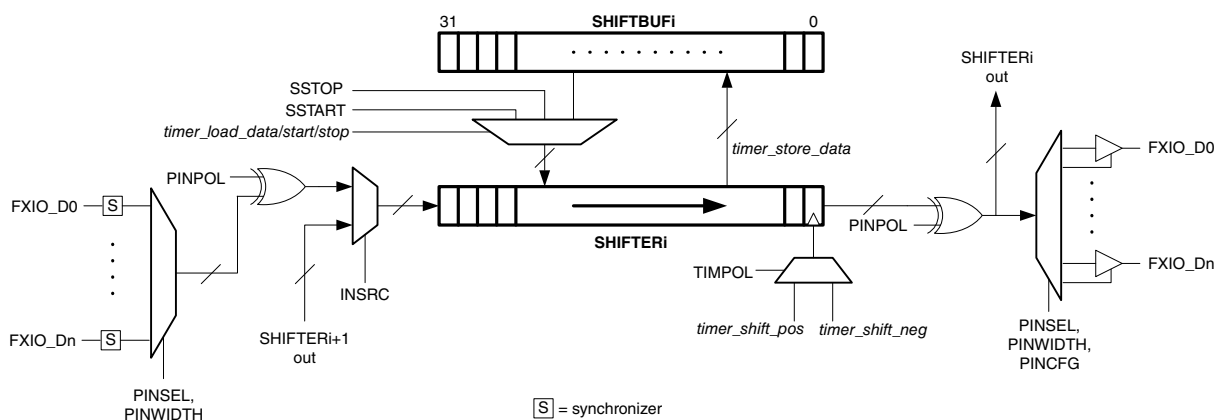 31
SHIFTBUFi
0
SSTOP
SSTART
timer_load_data/start/stop
timer_store_data
SHIFTERi
out
FXIO_D0
PINPOL
FXIO_D0
S
PINPOL
SHIFTERi
TIMPOL
FXIO_Dn
INSRC
FXIO_Dn
S
SHIFTERi+1
out
timer_shift_pos
timer_shift_neg
PINSEL,
PINWIDTH,
PINCFG
PINSEL,
PINWIDTH
S = synchronizer